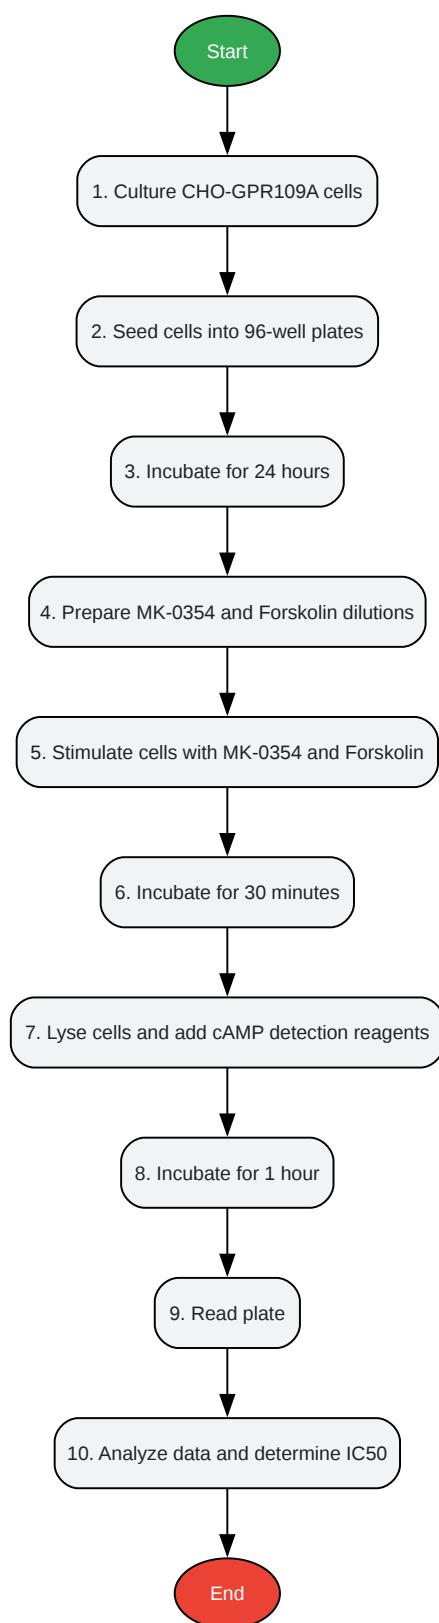 Start
1. Culture CHO-GPR109A cells
2. Seed cells into 96-well plates
3. Incubate for 24 hours
4. Prepare MK-0354 and Forskolin dilutions
5. Stimulate cells with MK-0354 and Forskolin
6. Incubate for 30 minutes
7. Lyse cells and add cAMP detection reagents
8. Incubate for 1 hour
9. Read plate
10. Analyze data and determine IC50
End